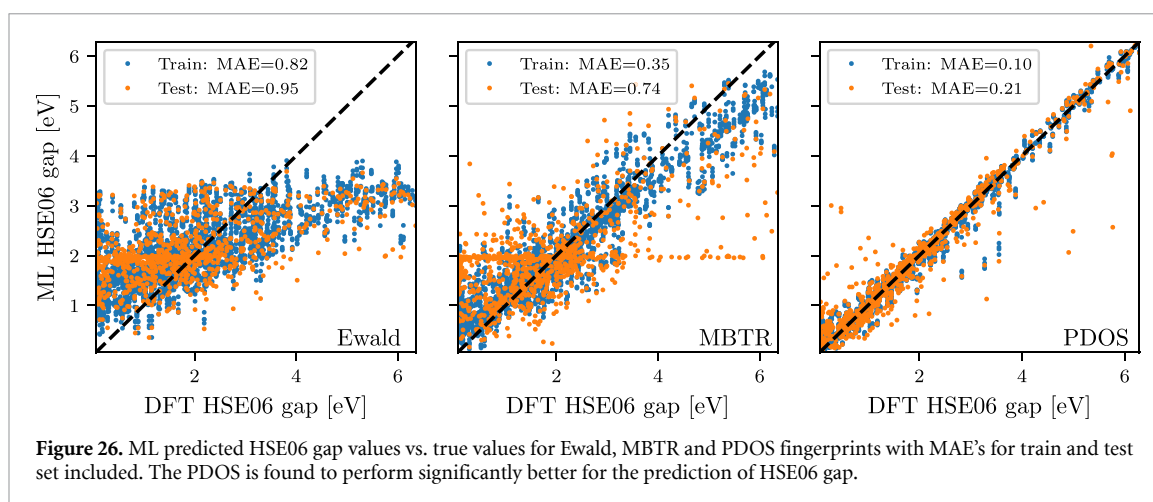 ML HSE06 gap [eV]
6
5
4
3
2
1
Train: MAE=0.82
Test: MAE=0.95
Ewald
2
4
6
DFT HSE06 gap [eV]
Train: MAE=0.35
Test: MAE=0.74
MBTR
2
4
6
DFT HSE06 gap [eV]
Train: MAE=0.10
Test: MAE=0.21
PDOS
2
4
6
DFT HSE06 gap [eV]
Figure 26. ML predicted HSE06 gap values vs. true values for Ewald, MBTR and PDOS fingerprints with MAE's for train and test
set included. The PDOS is found to perform significantly better for the prediction of HSE06 gap.